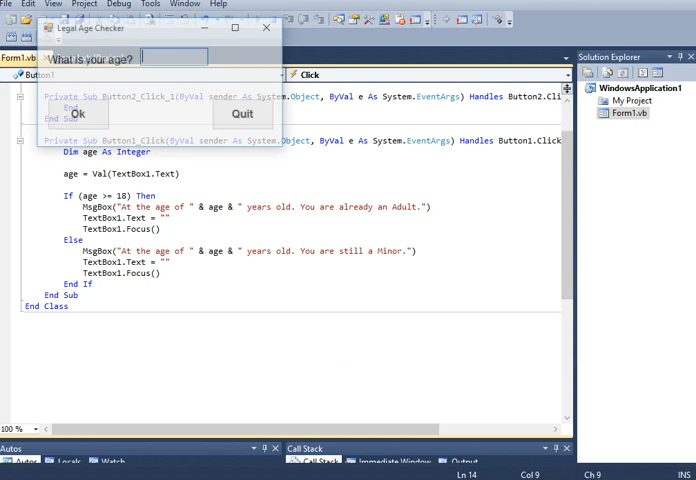 File Edit View Project Build Debug Data Tools Window Help
Legal Age Checker
Form1.vb
What is your age?
Button1
Click
Private Sub Button2_Click_1(ByVal sender As System.Object, ByVal e As System.EventArgs) Handles Button2.Cli
End
End Sub
Ok
Quit
Private Sub Button1_Click(ByVal sender As System.Object, ByVal e As System.EventArgs) Handles Button1.Click
Dim age As Integer
age = Val(TextBox1.Text)
If (age >= 18) Then
MsgBox("At the age of " & age & " years old. You are already an Adult.")
TextBox1.Text = ""
TextBox1.Focus()
Else
MsgBox("At the age of " & age & " years old. You are still a Minor.")
TextBox1.Text = ""
TextBox1.Focus()
End If
End Sub
End Class
100 %
Solution Explorer
WindowsApplication1
My Project
Form1.vb
Autos
Autos Locals Watch
Call Stack
Call Stack Immediate Window Output
Ln 14 Col 9 Ch 9 INS